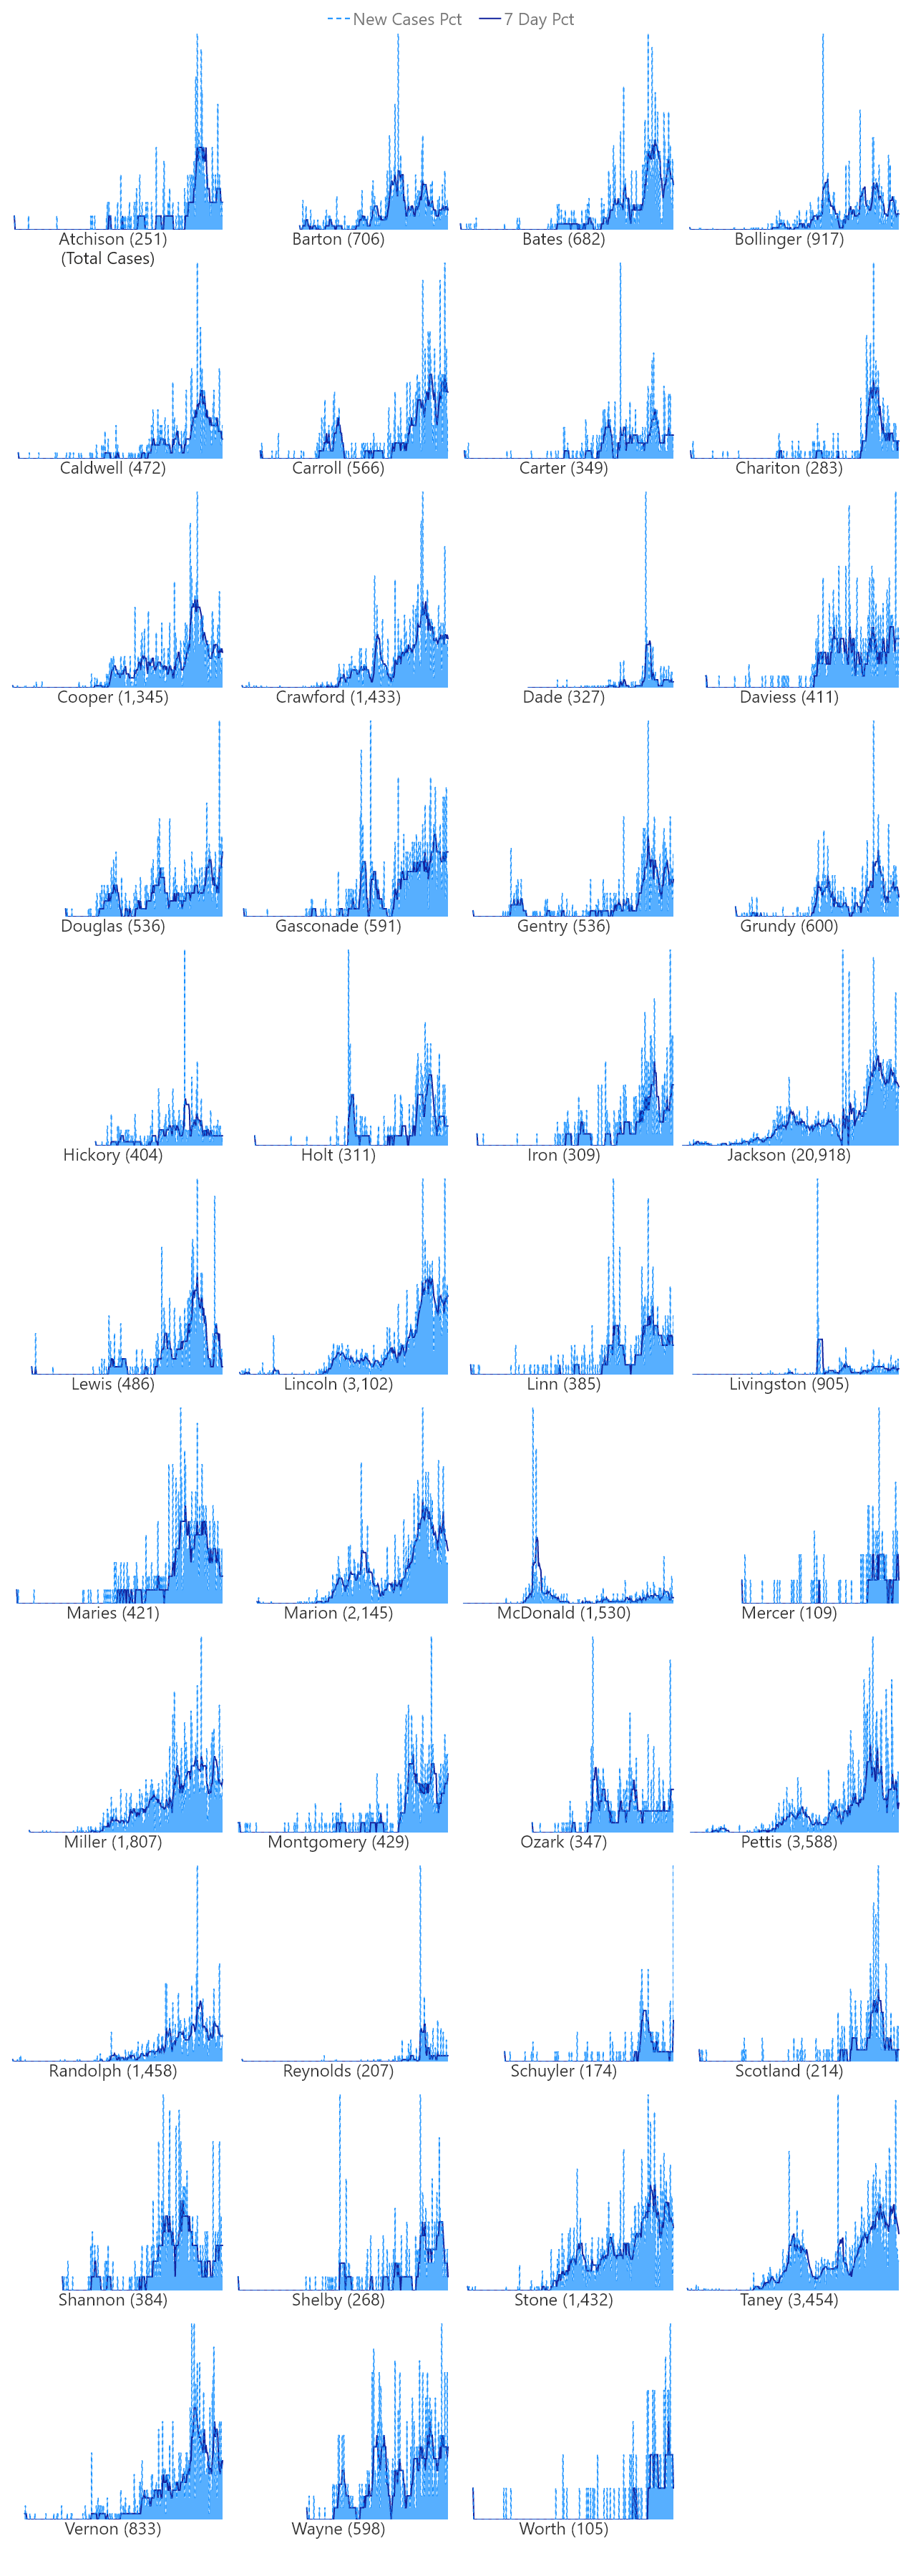 New Cases Pct 7 Day Pct
Atchison (251) Barton (706) Bates (682) Bollinger (917)
(Total Cases)
Caldwell (472) Carroll (566) Carter (349) Chariton (283)
Cooper (1,345) Crawford (1,433) Dade (327) Daviess (411)
Douglas (536) Gasconade (591) Gentry (536) Grundy (600)
Hickory (404) Holt (311) Iron (309) Jackson (20,918)
Lewis (486) Lincoln (3,102) Linn (385) Livingston (905)
Maries (421) Marion (2,145) McDonald (1,530) Mercer (109)
Miller (1,807) Montgomery (429) Ozark (347) Pettis (3,588)
Randolph (1,458) Reynolds (207) Schuyler (174) Scotland (214)
Shannon (384) Shelby (268) Stone (1,432) Taney (3,454)
Vernon (833) Wayne (598) Worth (105)